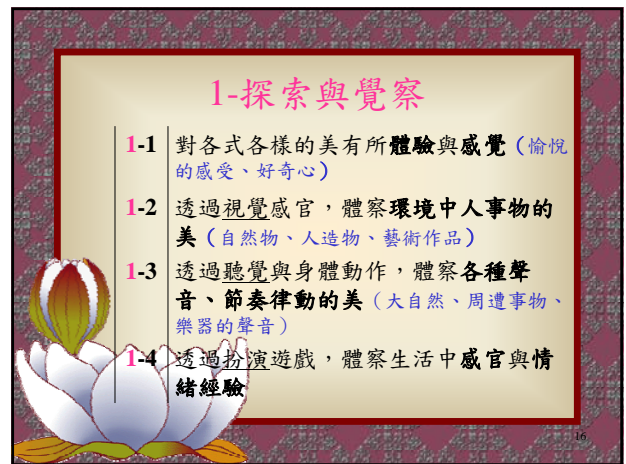 1-探索與覺察
1-1 對各式各樣的美有所體驗與感覺（愉悅
的感受、好奇心）
1-2 透過視覺感官，體察環境中人事物的
美（自然物、人造物、藝術作品）
1-3 透過聽覺與身體動作，體察各種聲
音、節奏律動的美（大自然、周遭事物、
樂器的聲音）
1-4 透過扮演遊戲，體察生活中感官與情
緒經驗
16